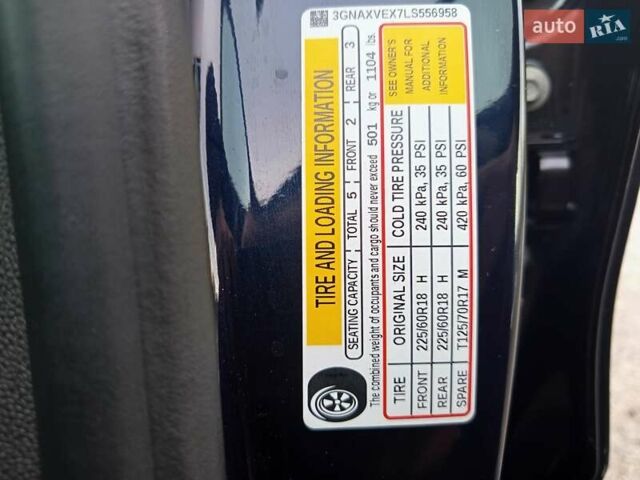 3GNAXVEX7LS556958
TIRE AND LOADING INFORMATION
SEATING CAPACITY TOTAL 5 FRONT 2 REAR 3
The combined weight of occupants and cargo should never exceed 501 kg or 1104 lbs.
TIRE ORIGINAL SIZE COLD TIRE PRESSURE
FRONT 225/60R18 H 240 kPa, 35 PSI
REAR 225/60R18 H 240 kPa, 35 PSI
SPARE T125/70R17 M 420 kPa, 60 PSI
SEE OWNER'S
MANUAL FOR
ADDITIONAL
INFORMATION
auto RIA
.com